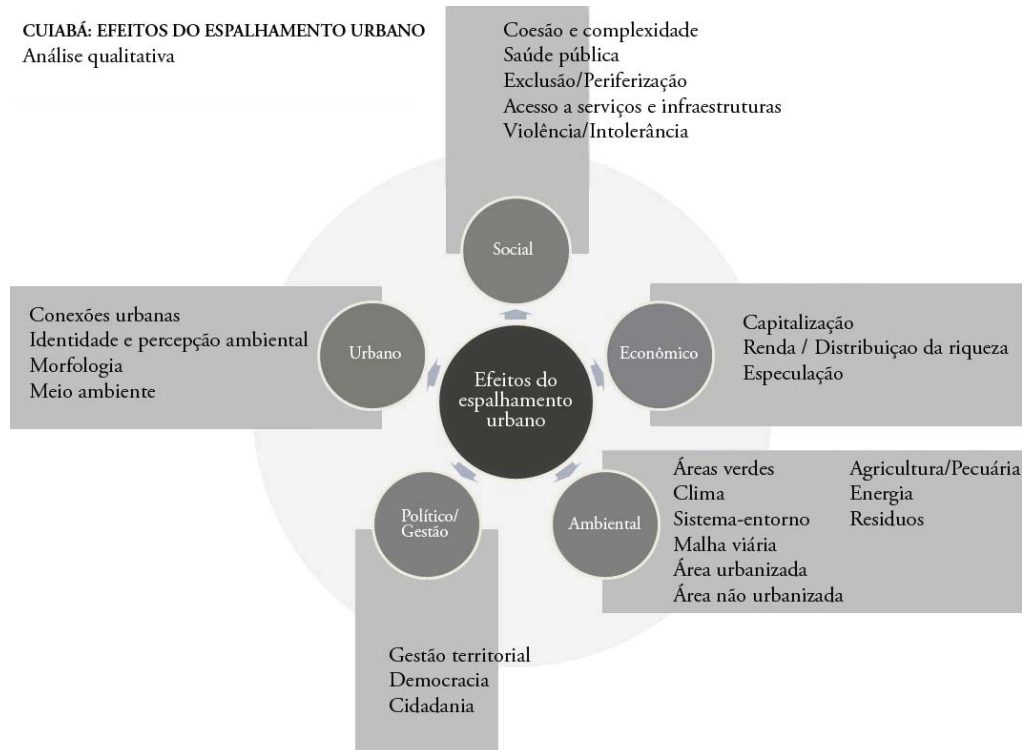 CUIABÁ: EFEITOS DO ESPALHAMENTO URBANO
Análise qualitativa
Coesão e complexidade
Saúde pública
Exclusão/Periferização
Acesso a serviços e infraestruturas
Violência/Intolerância
Social
Conexões urbanas
Identidade e percepção ambiental
Morfologia
Meio ambiente
Urbano
Econômico
Capitalização
Renda / Distribuiçao da riqueza
Especulação
Efeitos do
espalhamento
urbano
Político/
Gestão
Gestão territorial
Democracia
Cidadania
Ambiental
Áreas verdes
Clima
Sistema-entorno
Malha viária
Área urbanizada
Área não urbanizada
Agricultura/Pecuária
Energia
Residuos